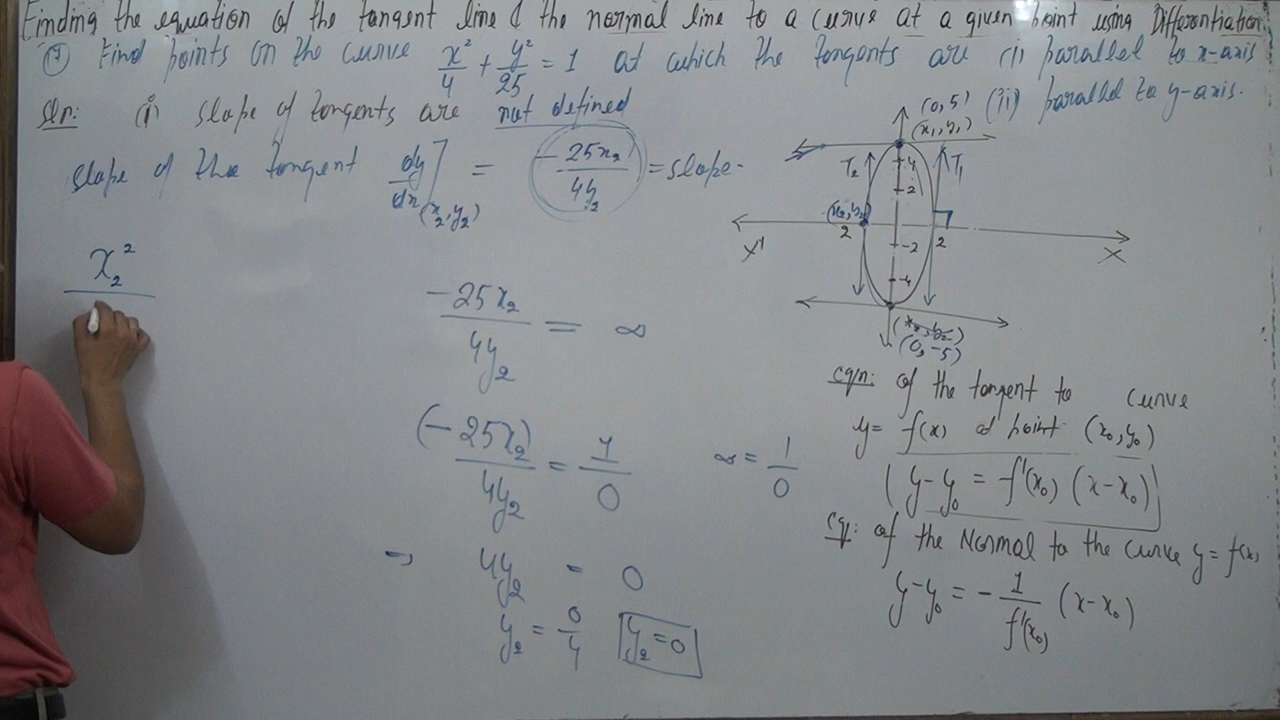 Finding the equation of the tangent line & the normal line to a curve at a given point using Differentiation.
Find points on the curve x²/4 + y²/25 = 1 at which the tangents are (i) parallel to x-axis
(ii) parallel to y-axis.
Sln: (i) slope of tangents are not defined
slope of the tangent dy/dx](x₂, y₂) = -25x₂/4y₂ = slope.
x₂²
-25x₂/4y₂ = ∞
(-25x₂)/4y₂ = 1/0 ∞ = 1/0
⇒ 4y₂ = 0
y₂ = 0/4 y₂ = 0
(0, 5)
(x₁, y₁)
T₂ 4 T₁
2
(x₂, y₂)
2 2
X' -2 X
-4
(0, -5)
eqn: of the tangent to curve
y = f(x) at point (x₀, y₀)
y - y₀ = f'(x₀) (x - x₀)
eq: of the Normal to the curve y = f(x)
y - y₀ = - 1/f'(x₀) (x - x₀)